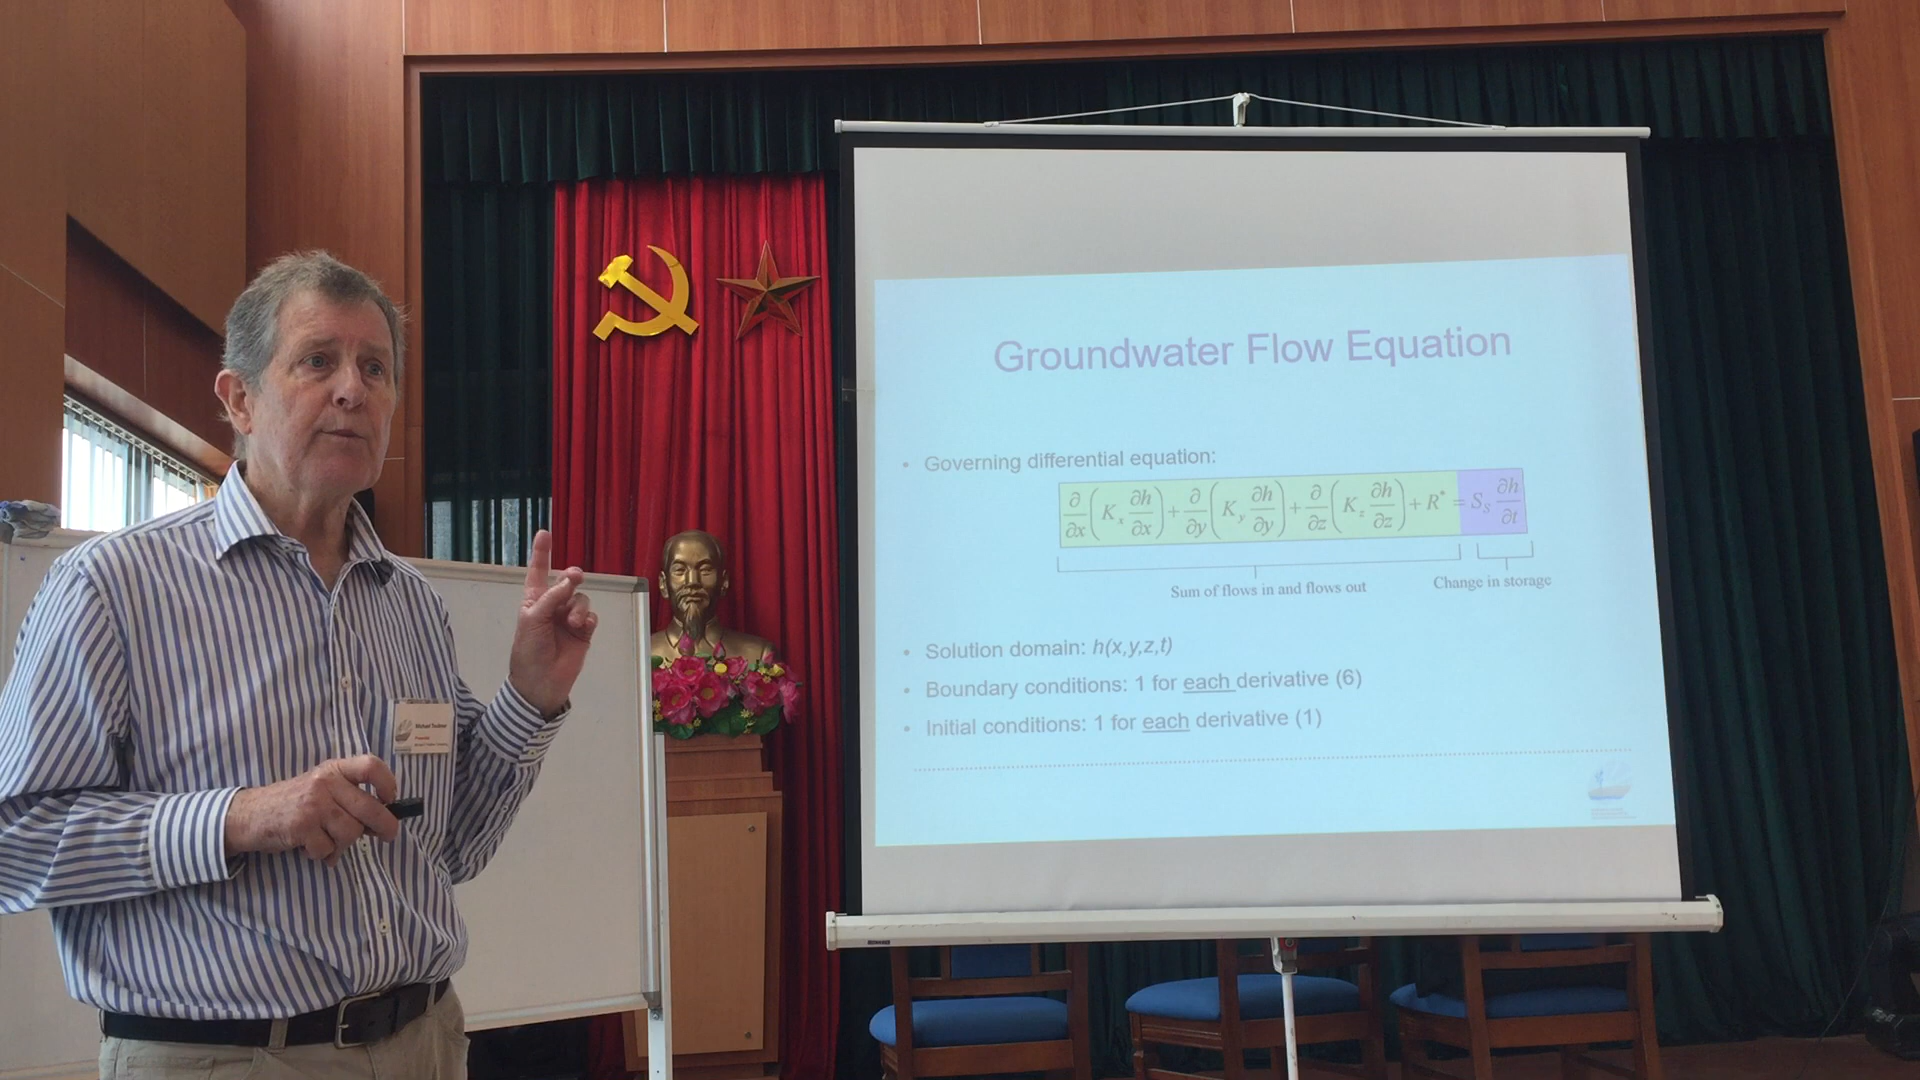 Groundwater Flow Equation
• Governing differential equation:
∂/∂x (Kx ∂h/∂x) + ∂/∂y (Ky ∂h/∂y) + ∂/∂z (Kz ∂h/∂z) + R* = SS ∂h/∂t
Sum of flows in and flows out
Change in storage
• Solution domain: h(x,y,z,t)
• Boundary conditions: 1 for each derivative (6)
• Initial conditions: 1 for each derivative (1)
Michael